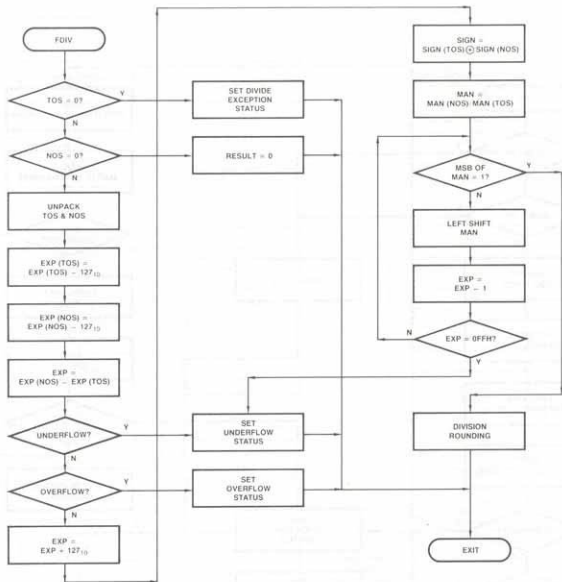 FDIV
TOS = 0?
Y
SET DIVIDE
EXCEPTION
STATUS
N
NOS = 0?
Y
RESULT = 0
N
UNPACK
TOS & NOS
EXP (TOS) =
EXP (TOS) – 127₁₀
EXP (NOS) =
EXP (NOS) – 127₁₀
EXP =
EXP (NOS) – EXP (TOS)
UNDERFLOW?
Y
SET
UNDERFLOW
STATUS
N
OVERFLOW?
Y
SET
OVERFLOW
STATUS
N
EXP =
EXP + 127₁₀
SIGN =
SIGN (TOS) ⊕ SIGN (NOS)
MAN =
MAN (NOS) MAN (TOS)
MSB OF
MAN = 1?
Y
N
LEFT SHIFT
MAN
EXP =
EXP – 1
N
EXP = 0FFH?
Y
DIVISION
ROUNDING
EXIT